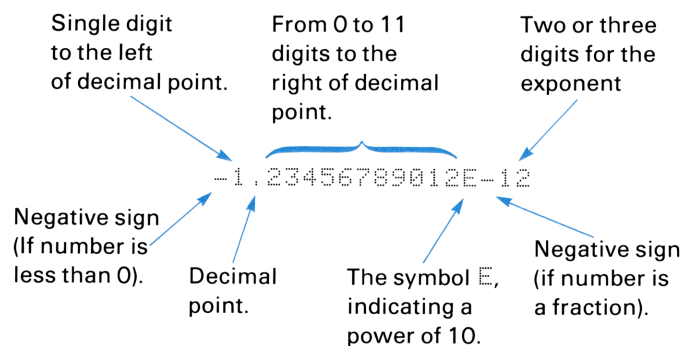 Single digit
to the left
of decimal point.
From 0 to 11
digits to the
right of decimal
point.
Two or three
digits for the
exponent
-1.23456789012E-12
Negative sign
(If number is
less than 0).
Decimal
point.
The symbol E,
indicating a
power of 10.
Negative sign
(if number is
a fraction).